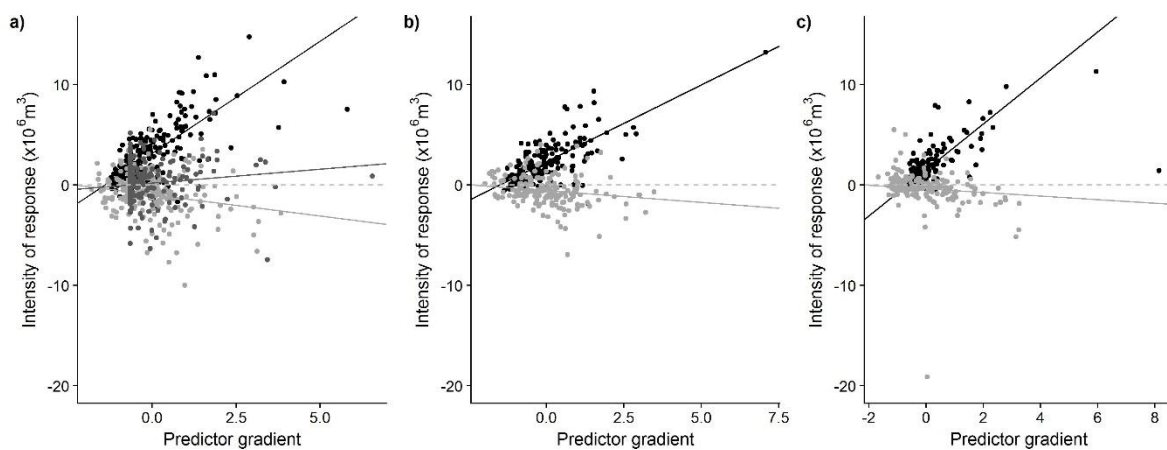 a)
Intensity of response (x10⁶m³)
10
0
-10
-20
0.0 2.5 5.0
Predictor gradient
b)
Intensity of response (x10⁶m³)
10
0
-10
-20
0.0 2.5 5.0 7.5
Predictor gradient
c)
Intensity of response (x10⁶m³)
10
0
-10
-20
-2 0 2 4 6 8
Predictor gradient